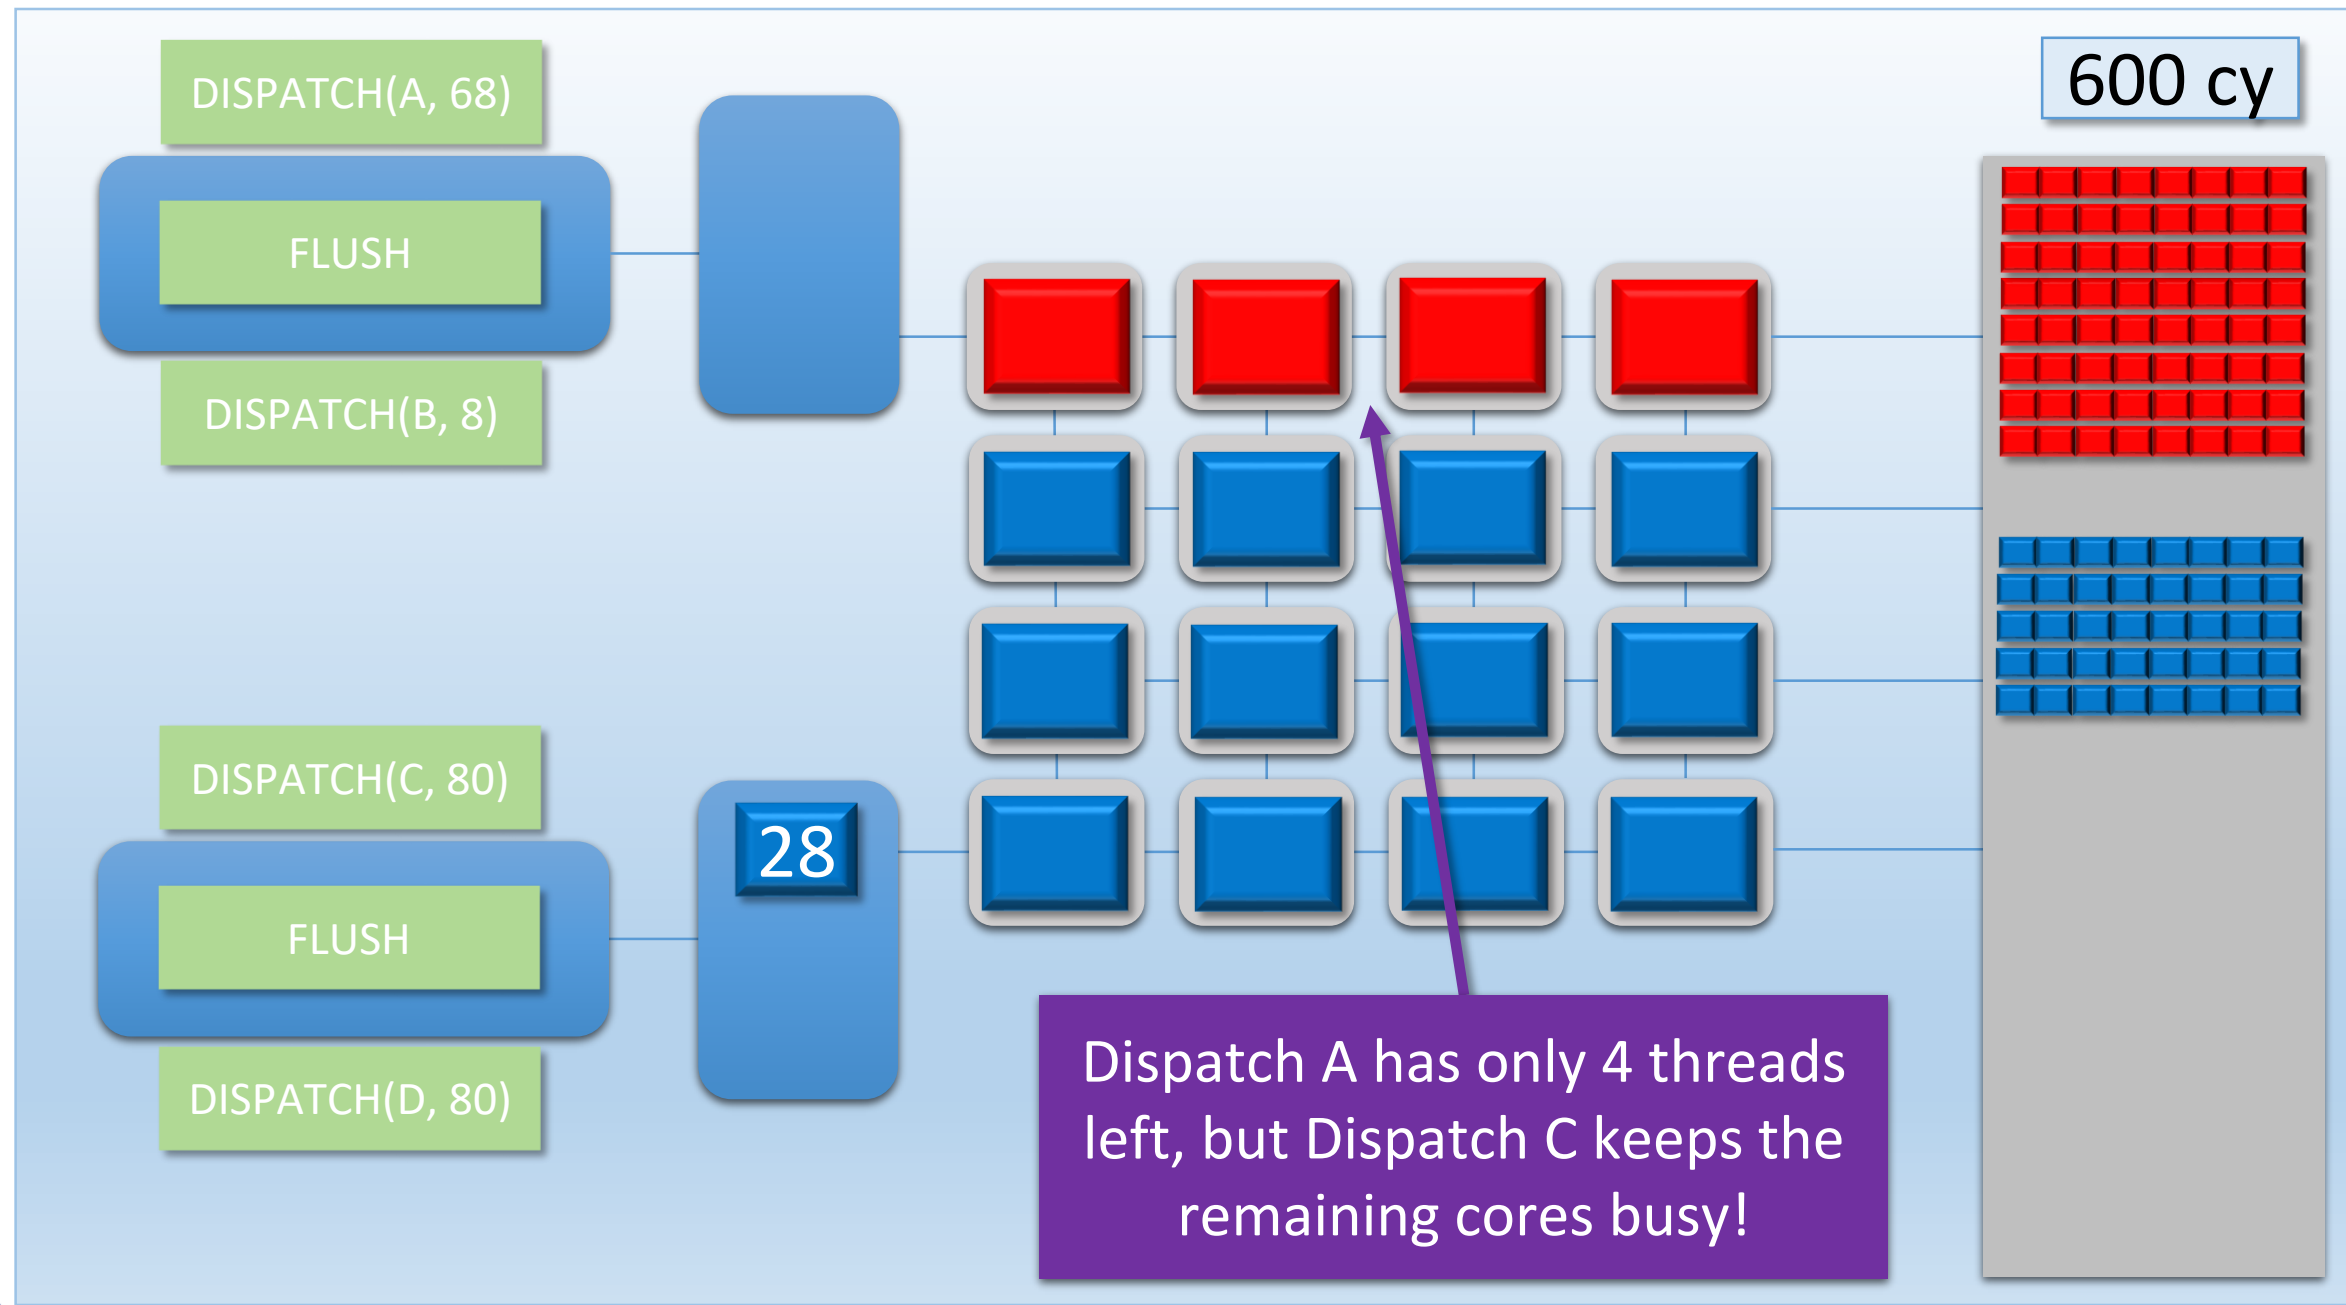 DISPATCH(A, 68)
FLUSH
DISPATCH(B, 8)
600 cy
DISPATCH(C, 80)
FLUSH
DISPATCH(D, 80)
28
Dispatch A has only 4 threads
left, but Dispatch C keeps the
remaining cores busy!